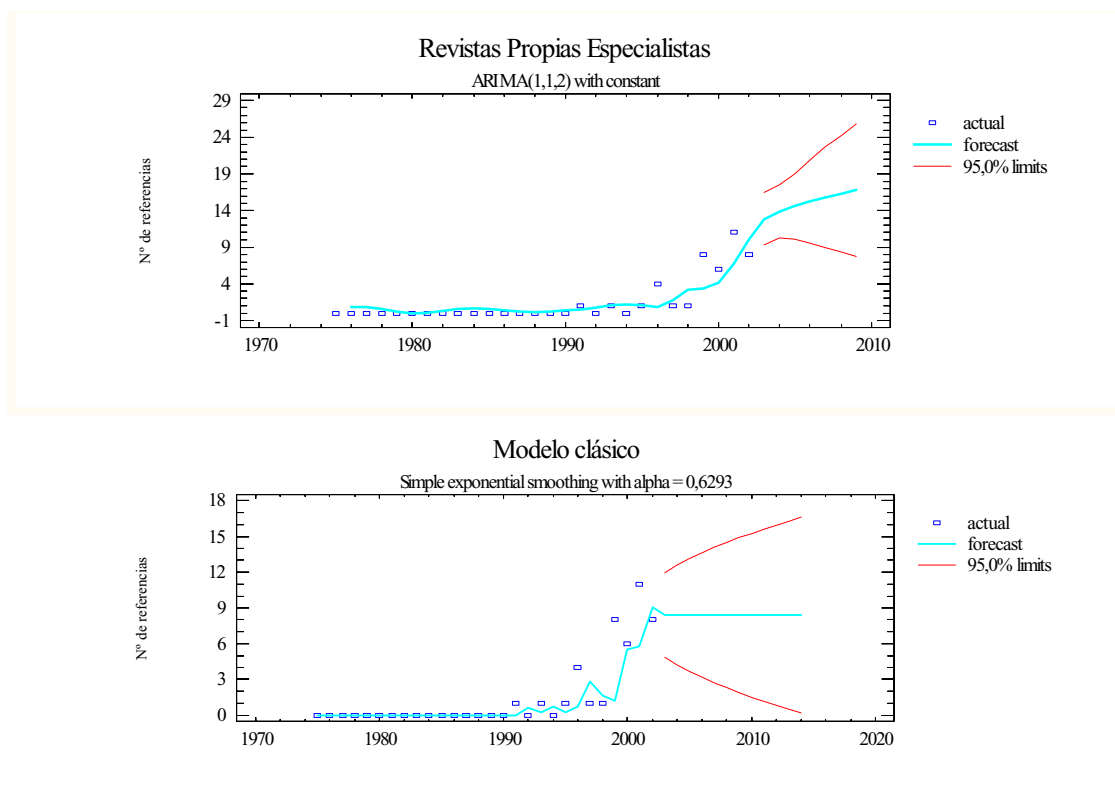 Revistas Propias Especialistas
ARIMA(1,1,2) with constant
29
24
19
14
9
4
-1
Nº de referencias
1970 1980 1990 2000 2010
actual
forecast
95,0% limits
Modelo clásico
Simple exponential smoothing with alpha = 0,6293
18
15
12
9
6
3
0
Nº de referencias
1970 1980 1990 2000 2010 2020
actual
forecast
95,0% limits